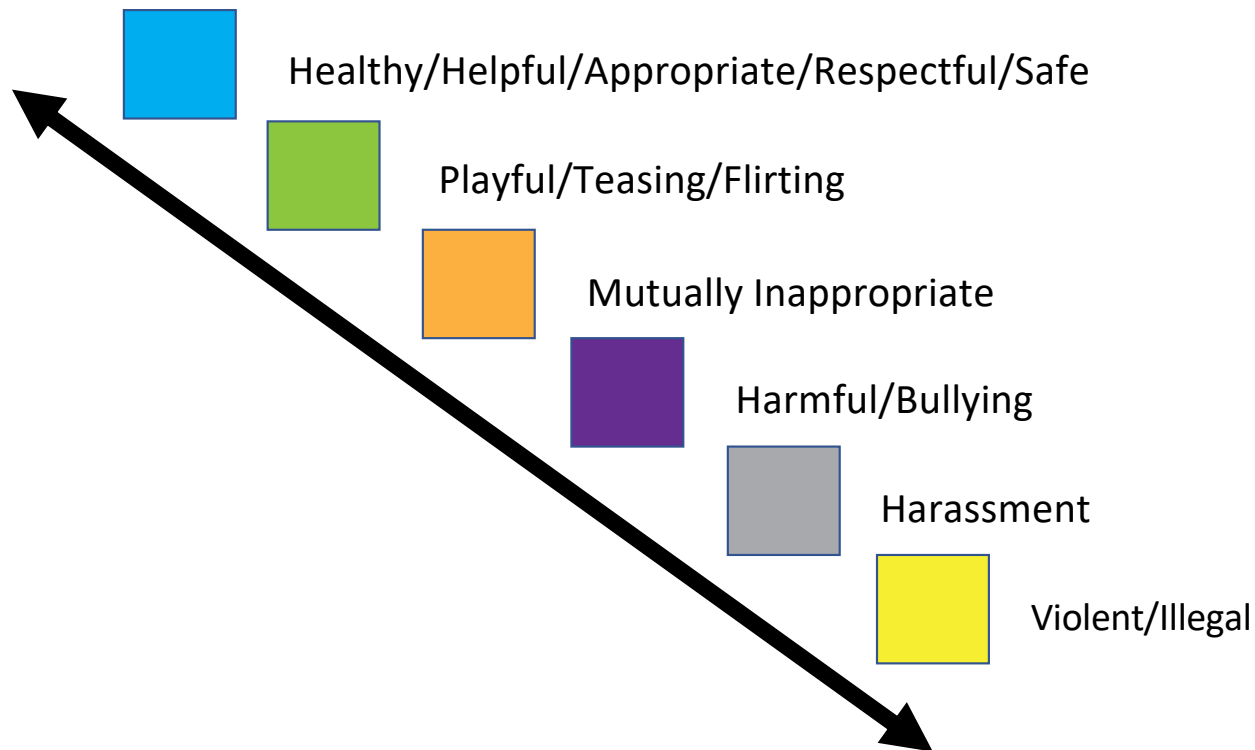 Healthy/Helpful/Appropriate/Respectful/Safe
Playful/Teasing/Flirting
Mutually Inappropriate
Harmful/Bullying
Harassment
Violent/Illegal